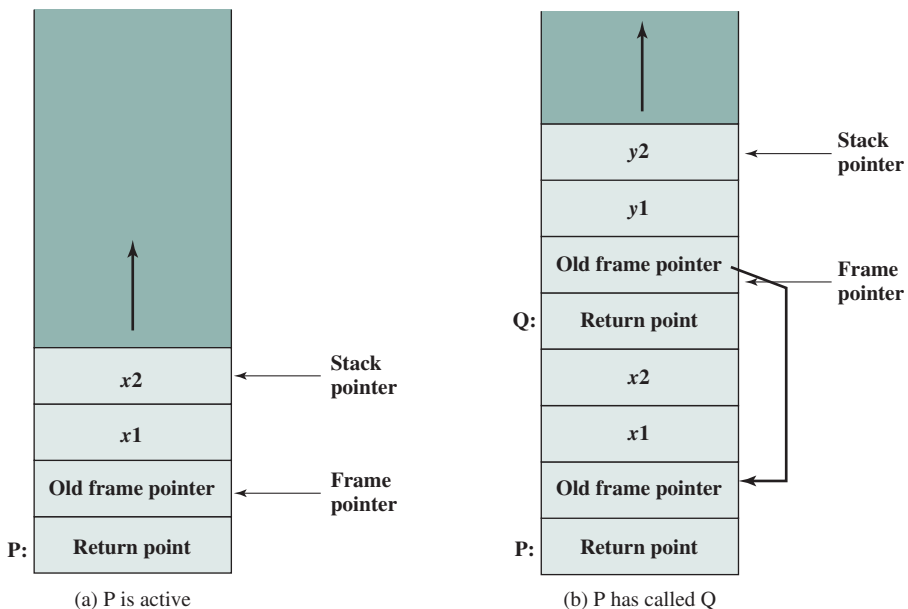 Stack
pointer
x2
x1
Old frame pointer
Frame
pointer
P:
Return point
(a) P is active
y2
Stack
pointer
y1
Old frame pointer
Frame
pointer
Q:
Return point
x2
x1
Old frame pointer
P:
Return point
(b) P has called Q